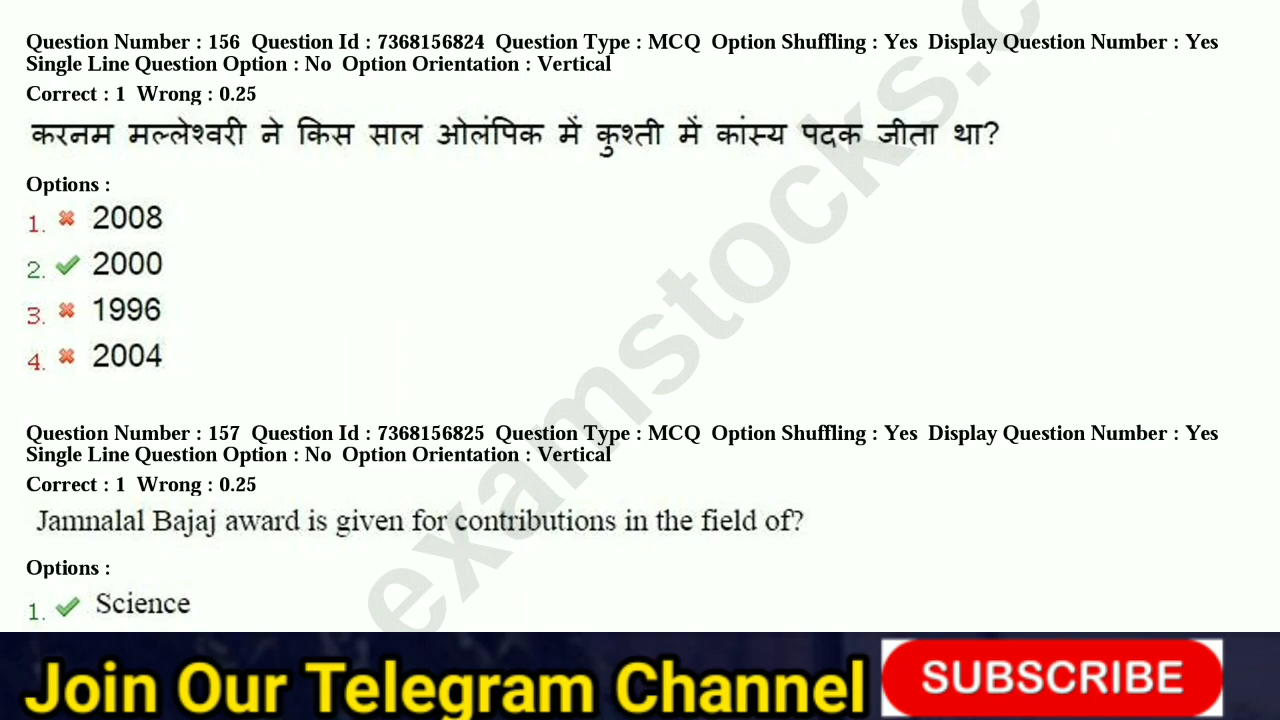 Question Number : 156 Question Id : 7368156824 Question Type : MCQ Option Shuffling : Yes Display Question Number : Yes
Single Line Question Option : No Option Orientation : Vertical
Correct : 1 Wrong : 0.25
करनम मल्लेश्वरी ने किस साल ओलंपिक में कुश्ती में कांस्य पदक जीता था?
Options :
1. 2008
2. 2000
3. 1996
4. 2004
Question Number : 157 Question Id : 7368156825 Question Type : MCQ Option Shuffling : Yes Display Question Number : Yes
Single Line Question Option : No Option Orientation : Vertical
Correct : 1 Wrong : 0.25
Jamnalal Bajaj award is given for contributions in the field of?
Options :
1. Science
examstocks.c
Join Our Telegram Channel
SUBSCRIBE